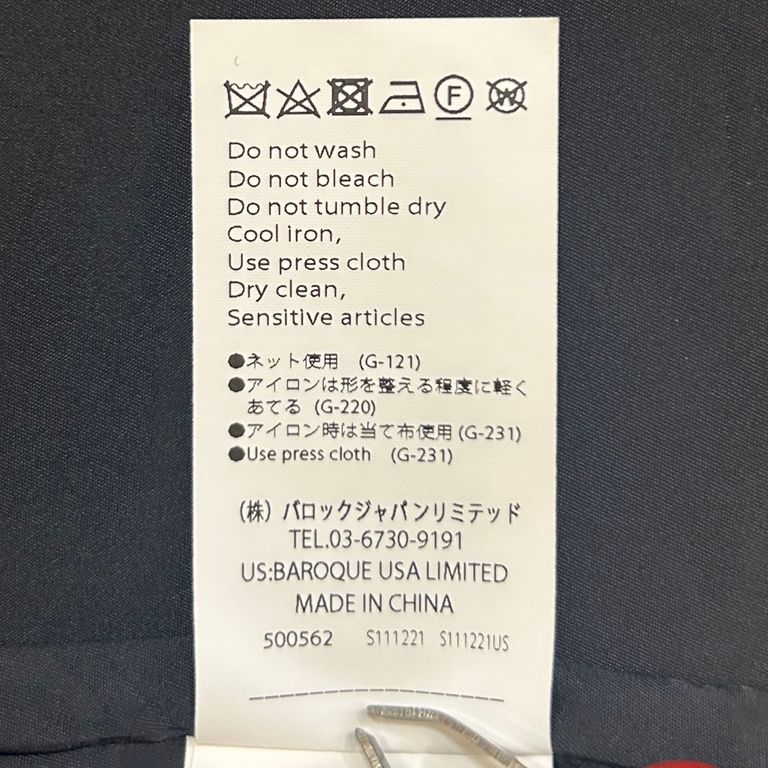 F W
Do not wash
Do not bleach
Do not tumble dry
Cool iron,
Use press cloth
Dry clean,
Sensitive articles
●ネット使用 (G-121)
●アイロンは形を整える程度に軽く
あてる (G-220)
●アイロン時は当て布使用 (G-231)
●Use press cloth (G-231)
(株) バロックジャパンリミテッド
TEL.03-6730-9191
US:BAROQUE USA LIMITED
MADE IN CHINA
500562 S111221 S111221US